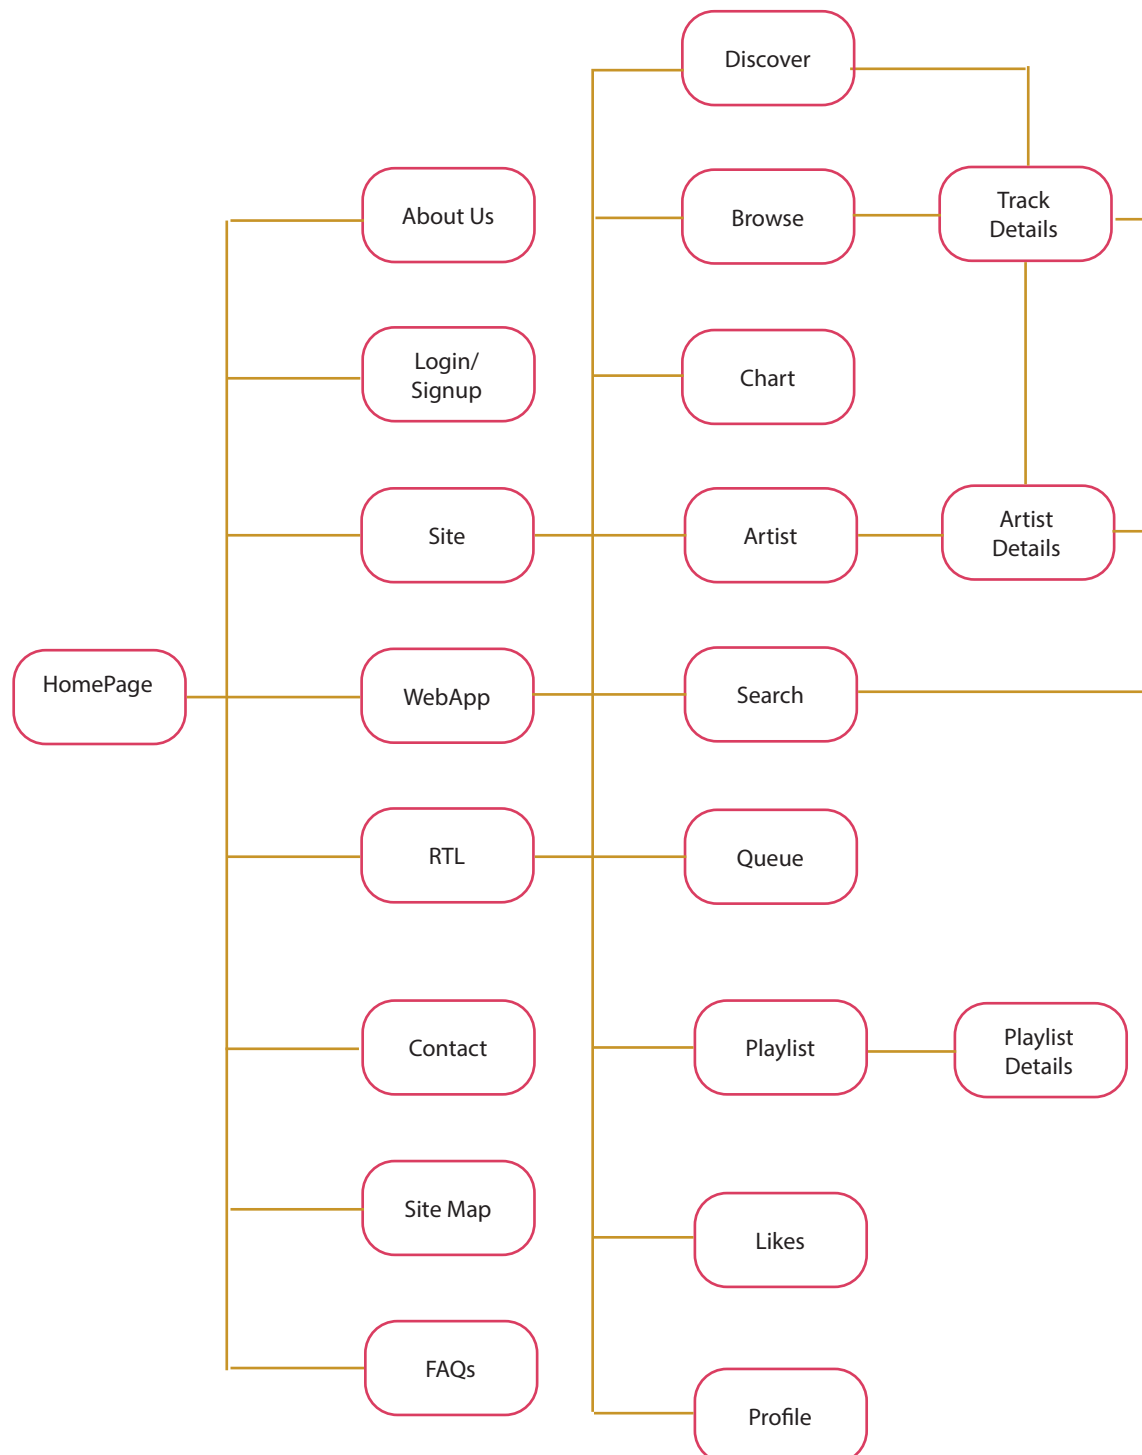 Discover
About Us
Browse
Track
Details
Login/
Signup
Chart
Site
Artist
Artist
Details
HomePage
WebApp
Search
RTL
Queue
Contact
Playlist
Playlist
Details
Site Map
Likes
FAQs
Profile